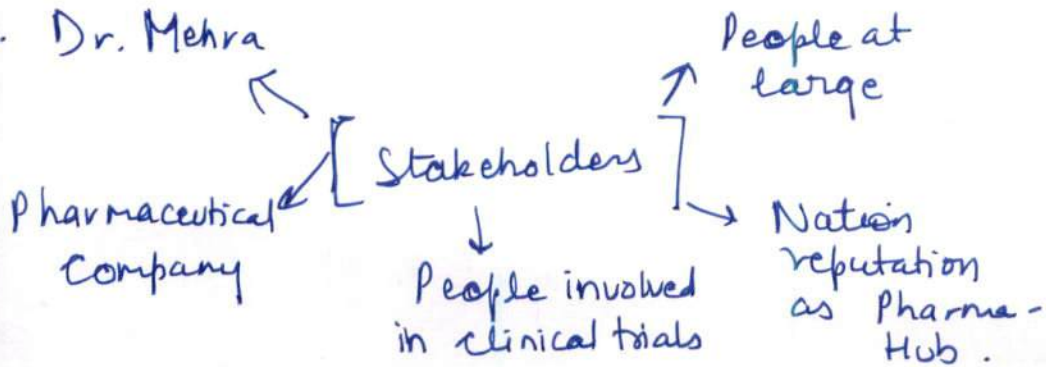 Dr. Mehra
People at
large
Stakeholders
Pharmaceutical
Company
People involved
in clinical trials
Nation
reputation
as Pharma-
Hub.